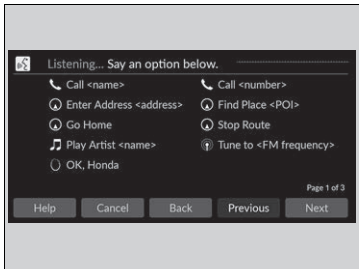 Listening... Say an option below.
Call <name>
Call <number>
Enter Address <address>
Find Place <POI>
Go Home
Stop Route
Play Artist <name>
Tune to <FM frequency>
OK, Honda
Page 1 of 3
Help
Cancel
Back
Previous
Next